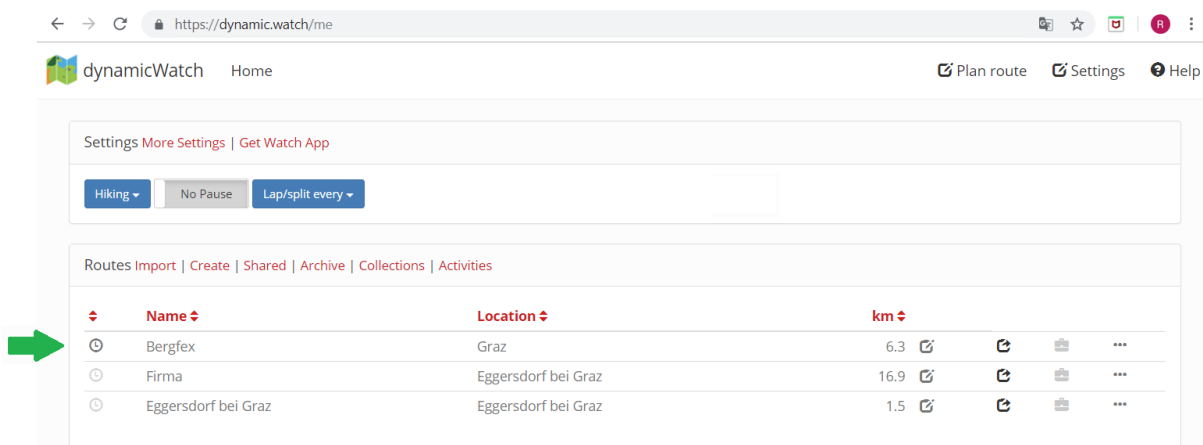 https://dynamic.watch/me R
dynamicWatch Home Plan route Settings Help
Settings More Settings | Get Watch App
Hiking No Pause Lap/split every
Routes Import | Create | Shared | Archive | Collections | Activities
Name Location km
Bergfex Graz 6.3
Firma Eggersdorf bei Graz 16.9
Eggersdorf bei Graz Eggersdorf bei Graz 1.5